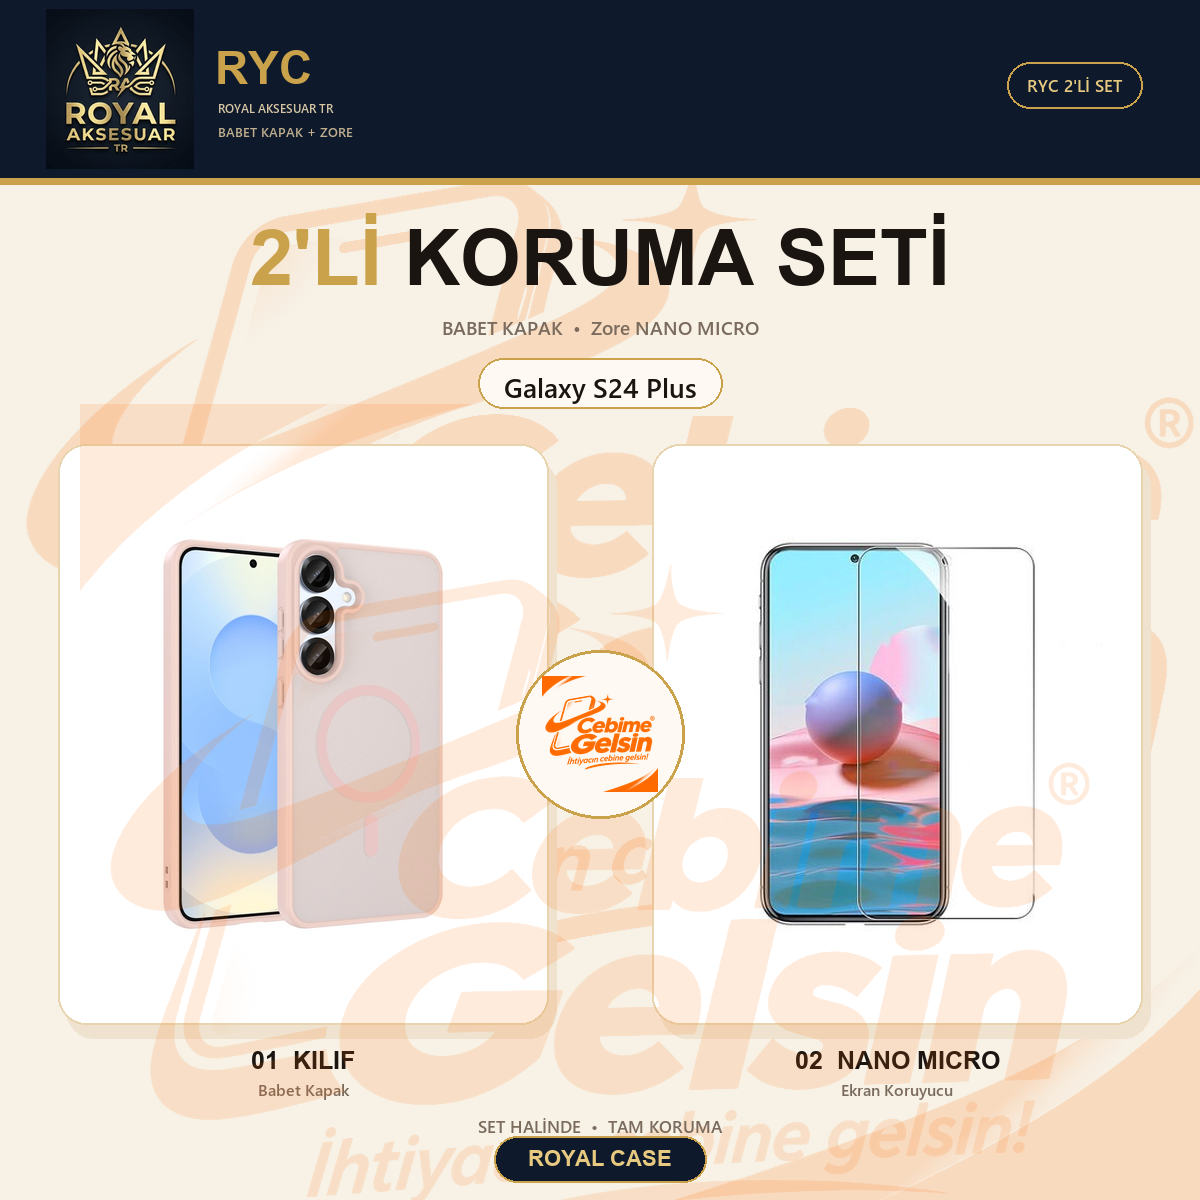 ROYAL
AKSESUAR
TR
RYC
ROYAL AKSESUAR TR
BABET KAPAK + ZORE
RYC 2'Lİ SET
2'Lİ KORUMA SETİ
BABET KAPAK • Zore NANO MICRO
Galaxy S24 Plus
Cebime®
Gelsin
İhtiyacın cebine gelsin!
Cebime®
Gelsin
01 KILIF
Babet Kapak
02 NANO MICRO
Ekran Koruyucu
SET HALİNDE • TAM KORUMA
ROYAL CASE